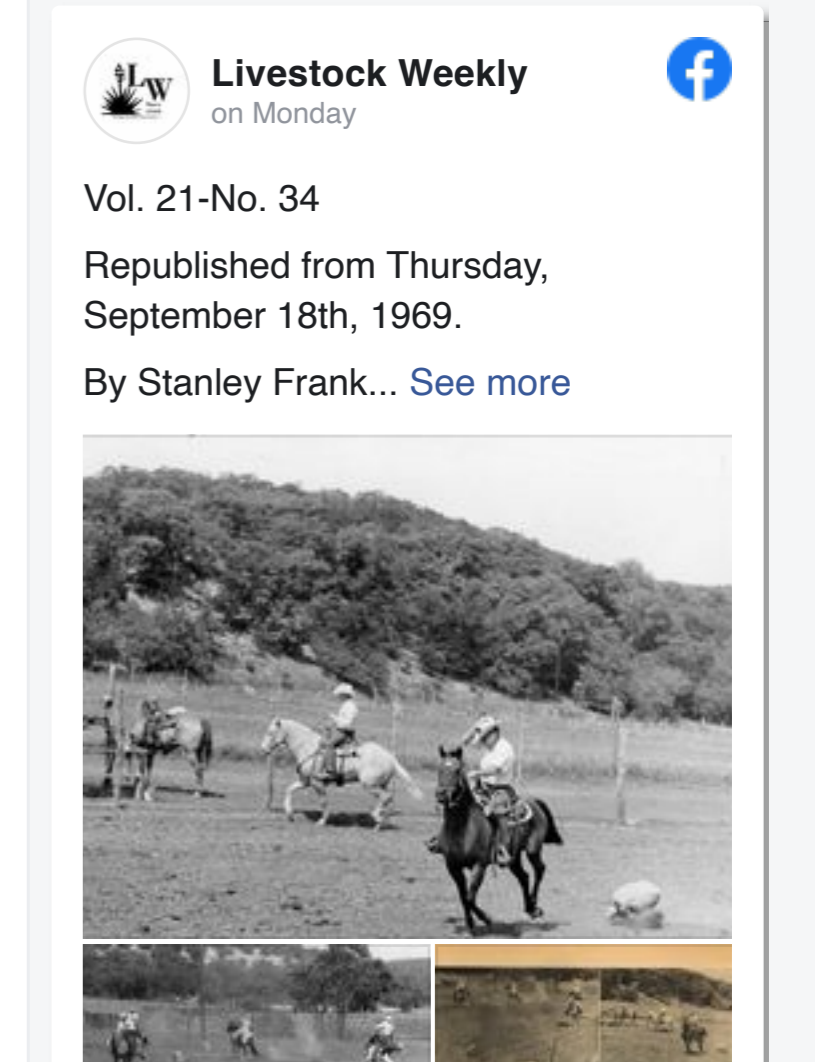 LW
Livestock Weekly
on Monday
Vol. 21-No. 34
Republished from Thursday,
September 18th, 1969.
By Stanley Frank... See more